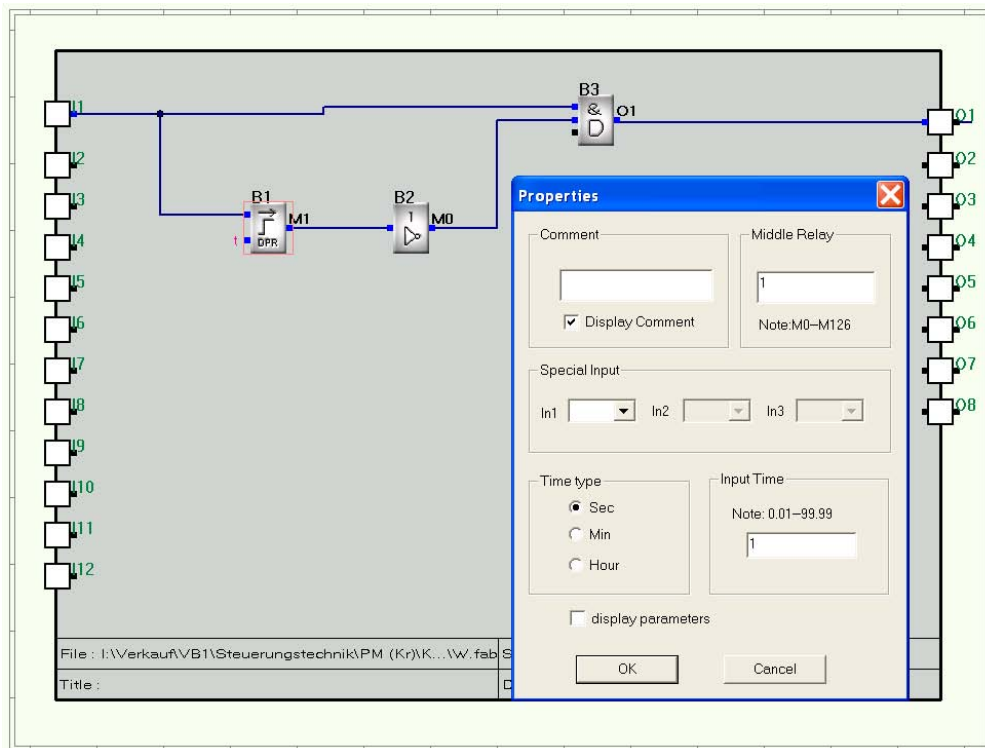 B3
I1
&
O1
O1
D
I2
O2
B1
B2
I3
O3
M1
1
M0
I4
t
DPR
O4
I5
O5
I6
O6
I7
O7
I8
O8
I9
I10
I11
I12
Properties
Comment
Middle Relay
1
Display Comment
Note:M0–M126
Special Input
In1
In2
In3
Time type
Input Time
Sec
Note: 0.01–99.99
Min
1
Hour
display parameters
OK
Cancel
File : I:\Verkauf\VB1\Steuerungstechnik\PM (Kr)\K...\W.fab
S
Title :
D